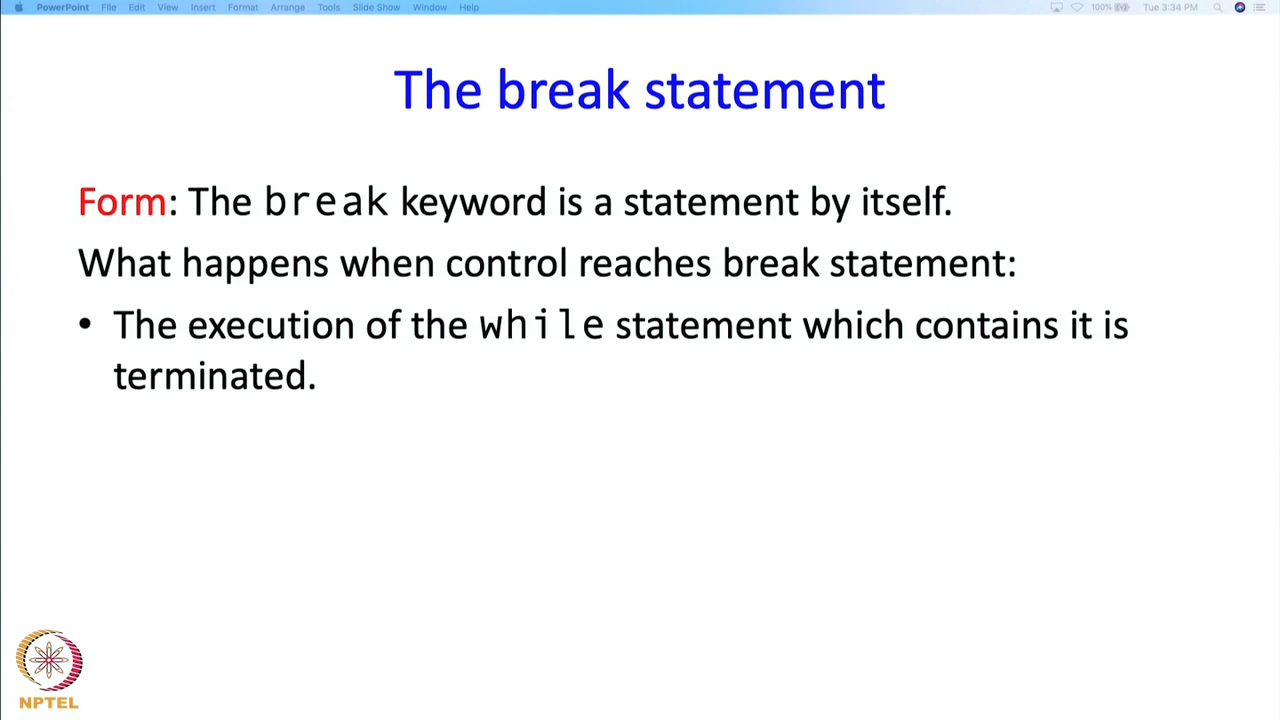 PowerPoint File Edit View Insert Format Arrange Tools Slide Show Window Help 100% Tue 3:34 PM
The break statement
Form: The break keyword is a statement by itself.
What happens when control reaches break statement:
• The execution of the while statement which contains it is
terminated.
NPTEL